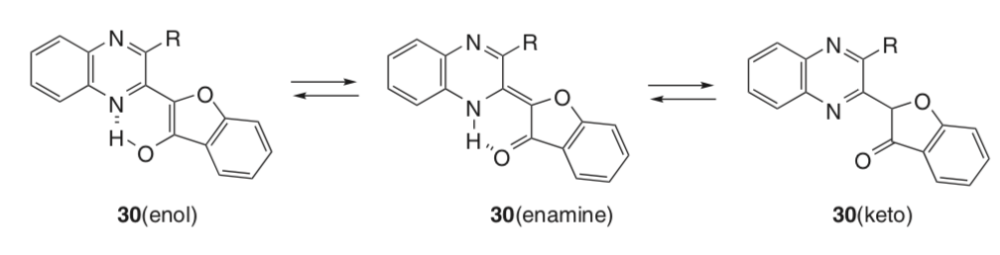 N R O N H O
N R O N H O
N R O N O
30(enol) 30(enamine) 30(keto)